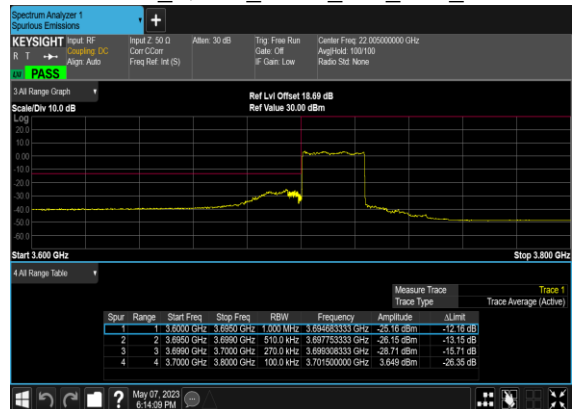 Spectrum Analyzer 1
Spurious Emissions
KEYSIGHT Input: RF Input Z: 50 Ω Atten: 30 dB Trig: Free Run Center Freq: 22.005000000 GHz
R T Coupling: DC Corr CCorr Gate: Off Avg|Hold: 100/100
Align: Auto Freq Ref: Int (S) IF Gain: Low Radio Std: None
PASS
3 All Range Graph
Ref Lvl Offset 18.69 dB
Scale/Div 10.0 dB Ref Value 30.00 dBm
Log
20.0
10.0
0.00
-10.0
-20.0
-30.0
-40.0
-50.0
-60.0
Start 3.600 GHz Stop 3.800 GHz
4 All Range Table
Measure Trace Trace 1
Trace Type Trace Average (Active)
Spur Range Start Freq Stop Freq RBW Frequency Amplitude ΔLimit
1 1 3.6000 GHz 3.6950 GHz 1.000 MHz 3.694683333 GHz -25.16 dBm -12.16 dB
2 2 3.6950 GHz 3.6990 GHz 510.0 kHz 3.697753333 GHz -26.15 dBm -13.15 dB
3 3 3.6990 GHz 3.7000 GHz 270.0 kHz 3.699308333 GHz -28.71 dBm -15.71 dB
4 4 3.7000 GHz 3.8000 GHz 100.0 kHz 3.701500000 GHz 3.649 dBm -26.35 dB
? May 07, 2023
6:14:09 PM